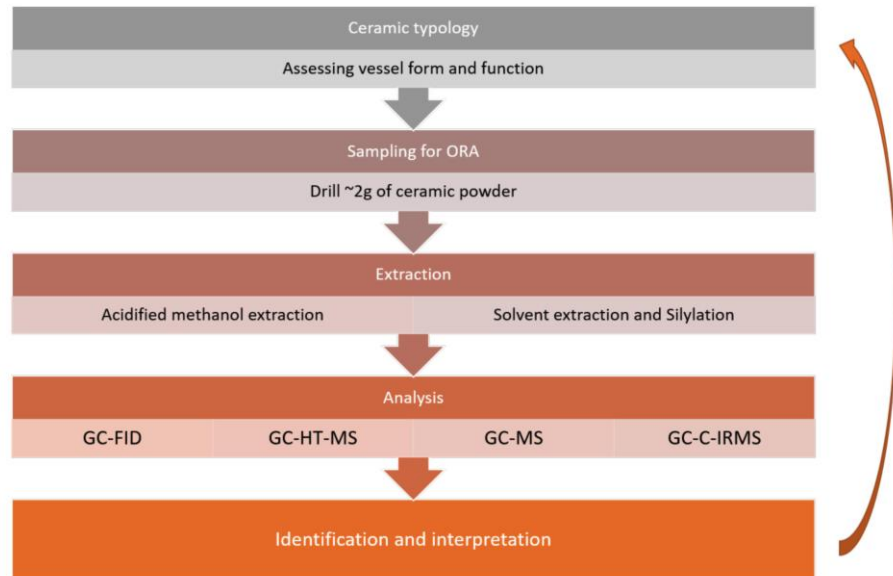 Ceramic typology
Assessing vessel form and function
Sampling for ORA
Drill ~2g of ceramic powder
Extraction
Acidified methanol extraction
Solvent extraction and Silylation
Analysis
GC-FID
GC-HT-MS
GC-MS
GC-C-IRMS
Identification and interpretation